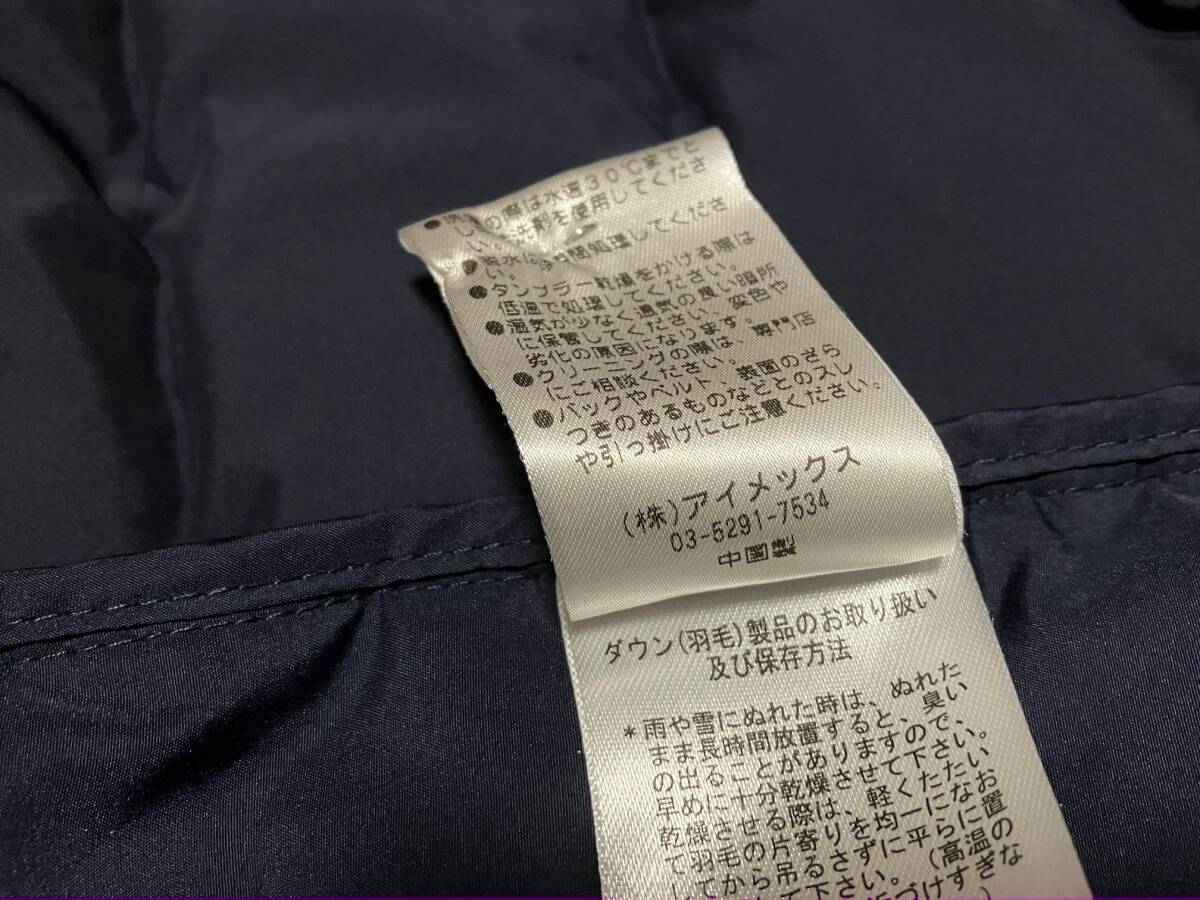 の際は水温30℃までと
し 洗剤を使用してくださ
い。
脱水は 時間処理してくださ
い。
●タンブラー乾燥をかける際は
低温で処理してください。
●湿気が少なく通気の良い場所
に保管してください。変色や
劣化の原因になります。
●クリーニングの際は、専門店
にご相談ください。
●バックやベルト、表面のざら
つきのあるものなどとのスレ
や引っ掛けにご注意ください。
(株)アイメックス
03-5291-7534
中国製
ダウン(羽毛)製品のお取り扱い
及び保存方法
*雨や雪にぬれた時は、ぬれた
まま長時間放置すると、臭い
の出ることがありますので、
早めに十分乾燥させて下さい。
乾燥させる際は、軽くたたい
て羽毛の片寄りを均一になお
してから吊るさずに平らに置
て下さい。(高温の
づけすぎな